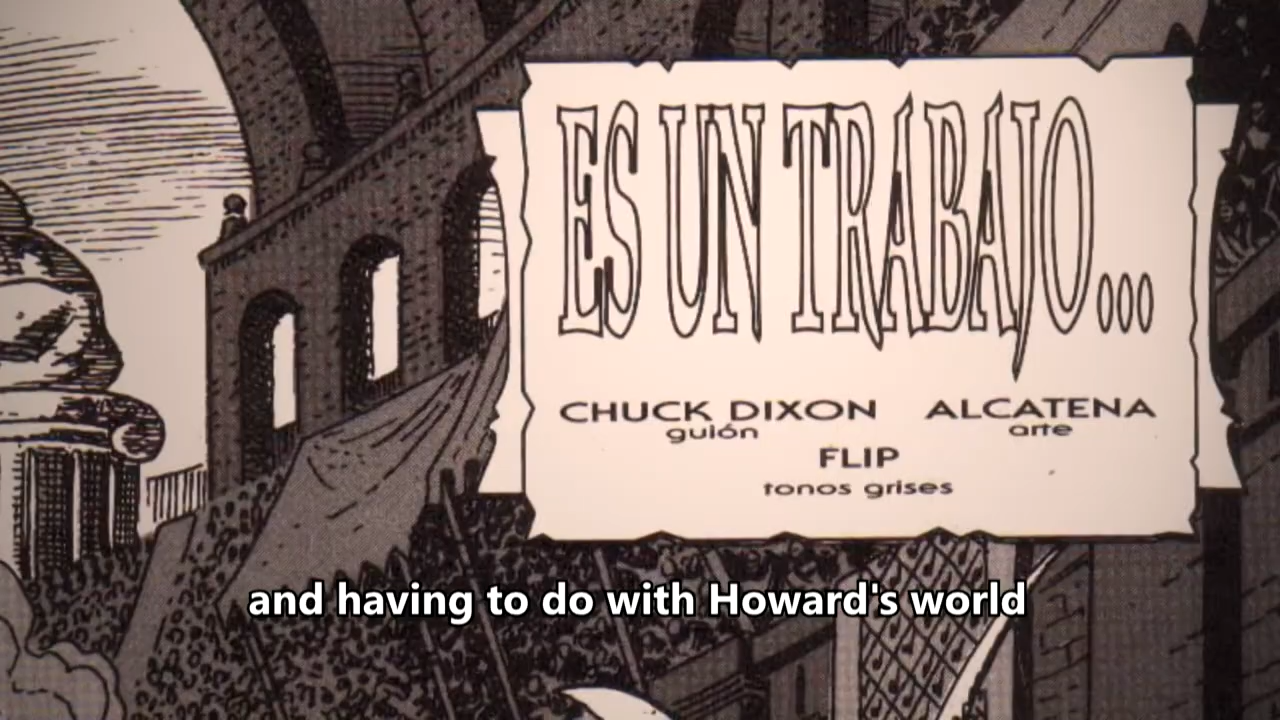 ES UN TRABAJO...
CHUCK DIXON ALCATENA
guión arte
FLIP
tonos grises
and having to do with Howard's world